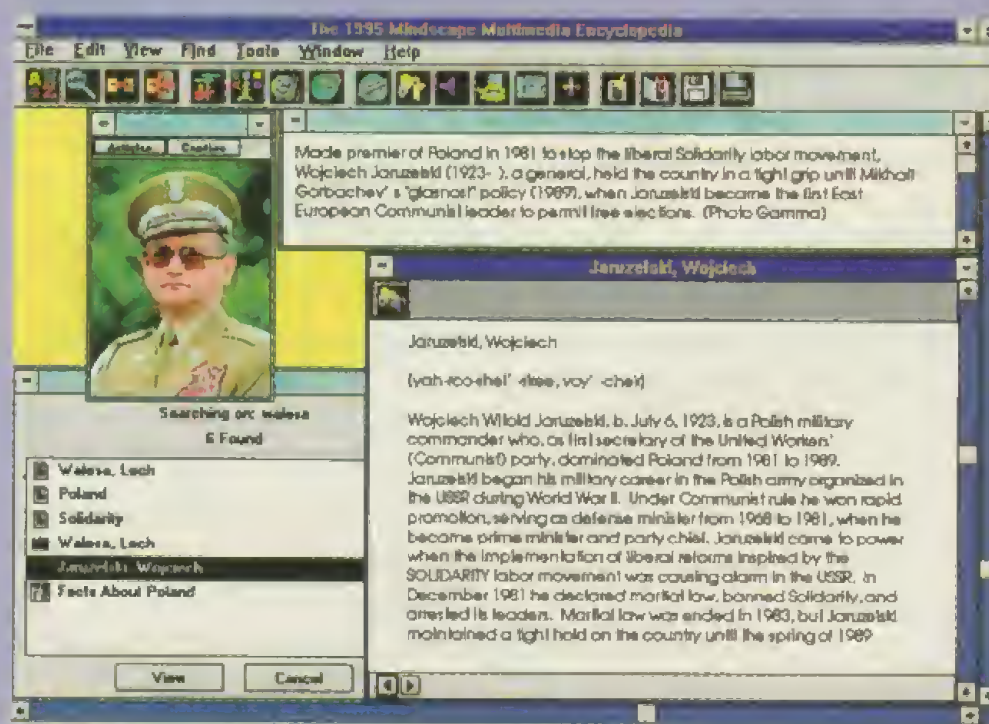 The 1995 Mindscape Multimedia Encyclopedia
File Edit View Find Tools Window Help
Articles Caption
Made premier of Poland in 1981 to stop the liberal Solidarity labor movement,
Wojciech Jaruzelski (1923- ), a general, held the country in a tight grip until Mikhail
Gorbachev' s "glasnost" policy (1989), when Jaruzelski became the first East
European Communist leader to permit free elections. (Photo Gamma)
Searching on: walesa
6 Found
Walesa, Lech
Poland
Solidarity
Walesa, Lech
Jaruzelski, Wojciech
Facts About Poland
View Cancel
Jaruzelski, Wojciech
Jaruzelski, Wojciech
(yah-roo-shel' -skee, voy' -chek)
Wojciech Witold Jaruzelski, b. July 6, 1923, is a Polish military
commander who, as first secretary of the United Workers'
(Communist) party, dominated Poland from 1981 to 1989.
Jaruzelski began his military career in the Polish army organized in
the USSR during World War II. Under Communist rule he won rapid
promotion, serving as defense minister from 1968 to 1981, when he
became prime minister and party chief. Jaruzelski came to power
when the implementation of liberal reforms inspired by the
SOLIDARITY labor movement was causing alarm in the USSR. In
December 1981 he declared martial law, banned Solidarity, and
arrested its leaders. Martial law was ended in 1983, but Jaruzelski
maintained a tight hold on the country until the spring of 1989